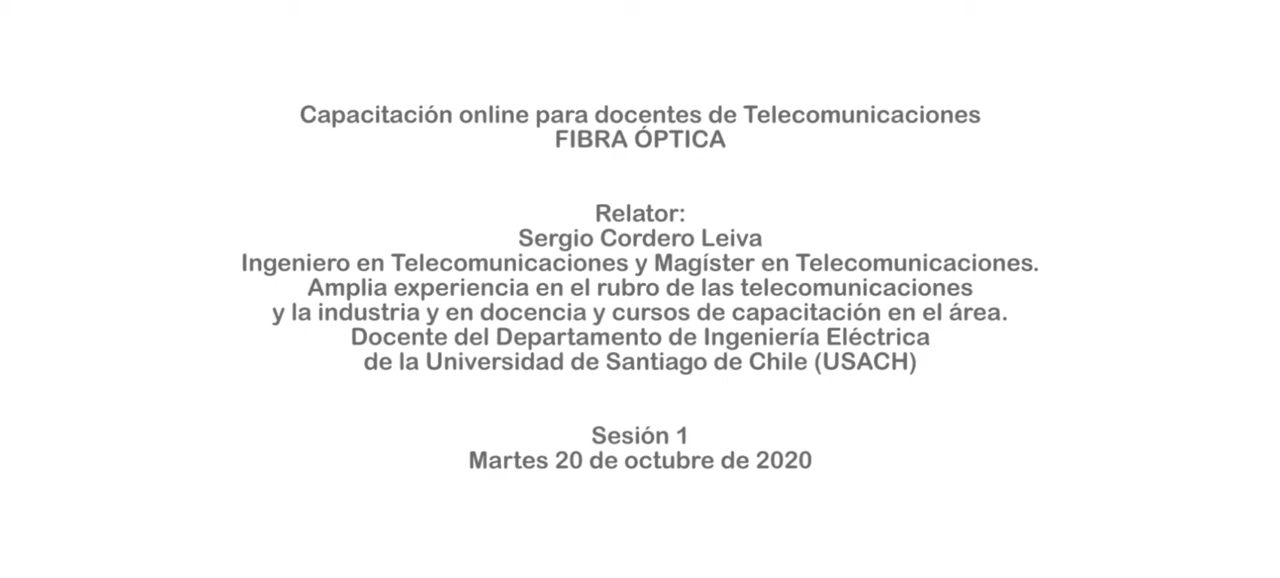 Capacitación online para docentes de Telecomunicaciones
FIBRA ÓPTICA
Relator:
Sergio Cordero Leiva
Ingeniero en Telecomunicaciones y Magíster en Telecomunicaciones.
Amplia experiencia en el rubro de las telecomunicaciones
y la industria y en docencia y cursos de capacitación en el área.
Docente del Departamento de Ingeniería Eléctrica
de la Universidad de Santiago de Chile (USACH)
Sesión 1
Martes 20 de octubre de 2020